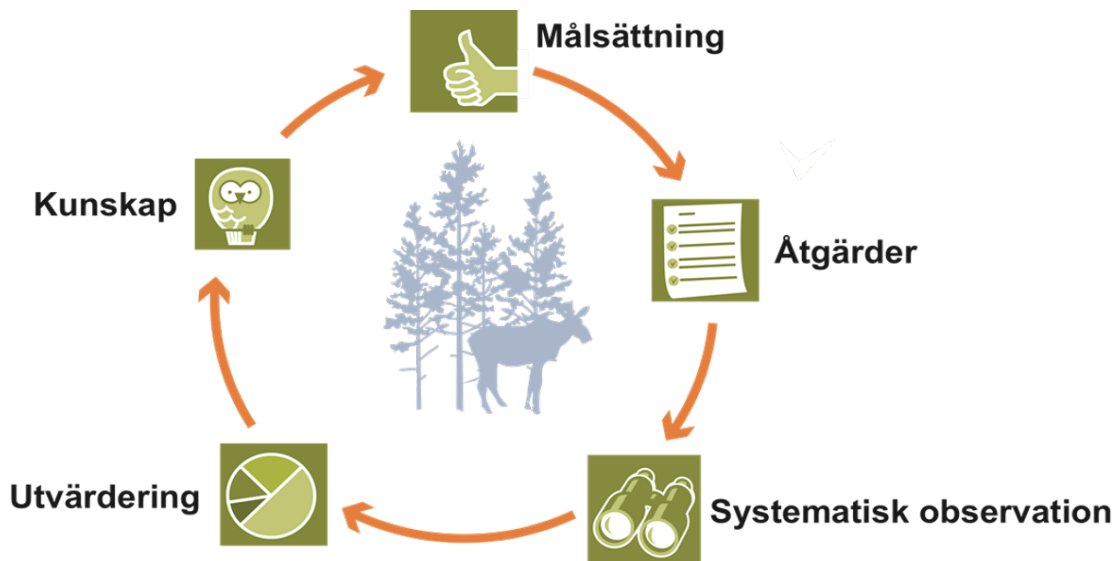 Målsättning
Åtgärder
Systematisk observation
Utvärdering
Kunskap